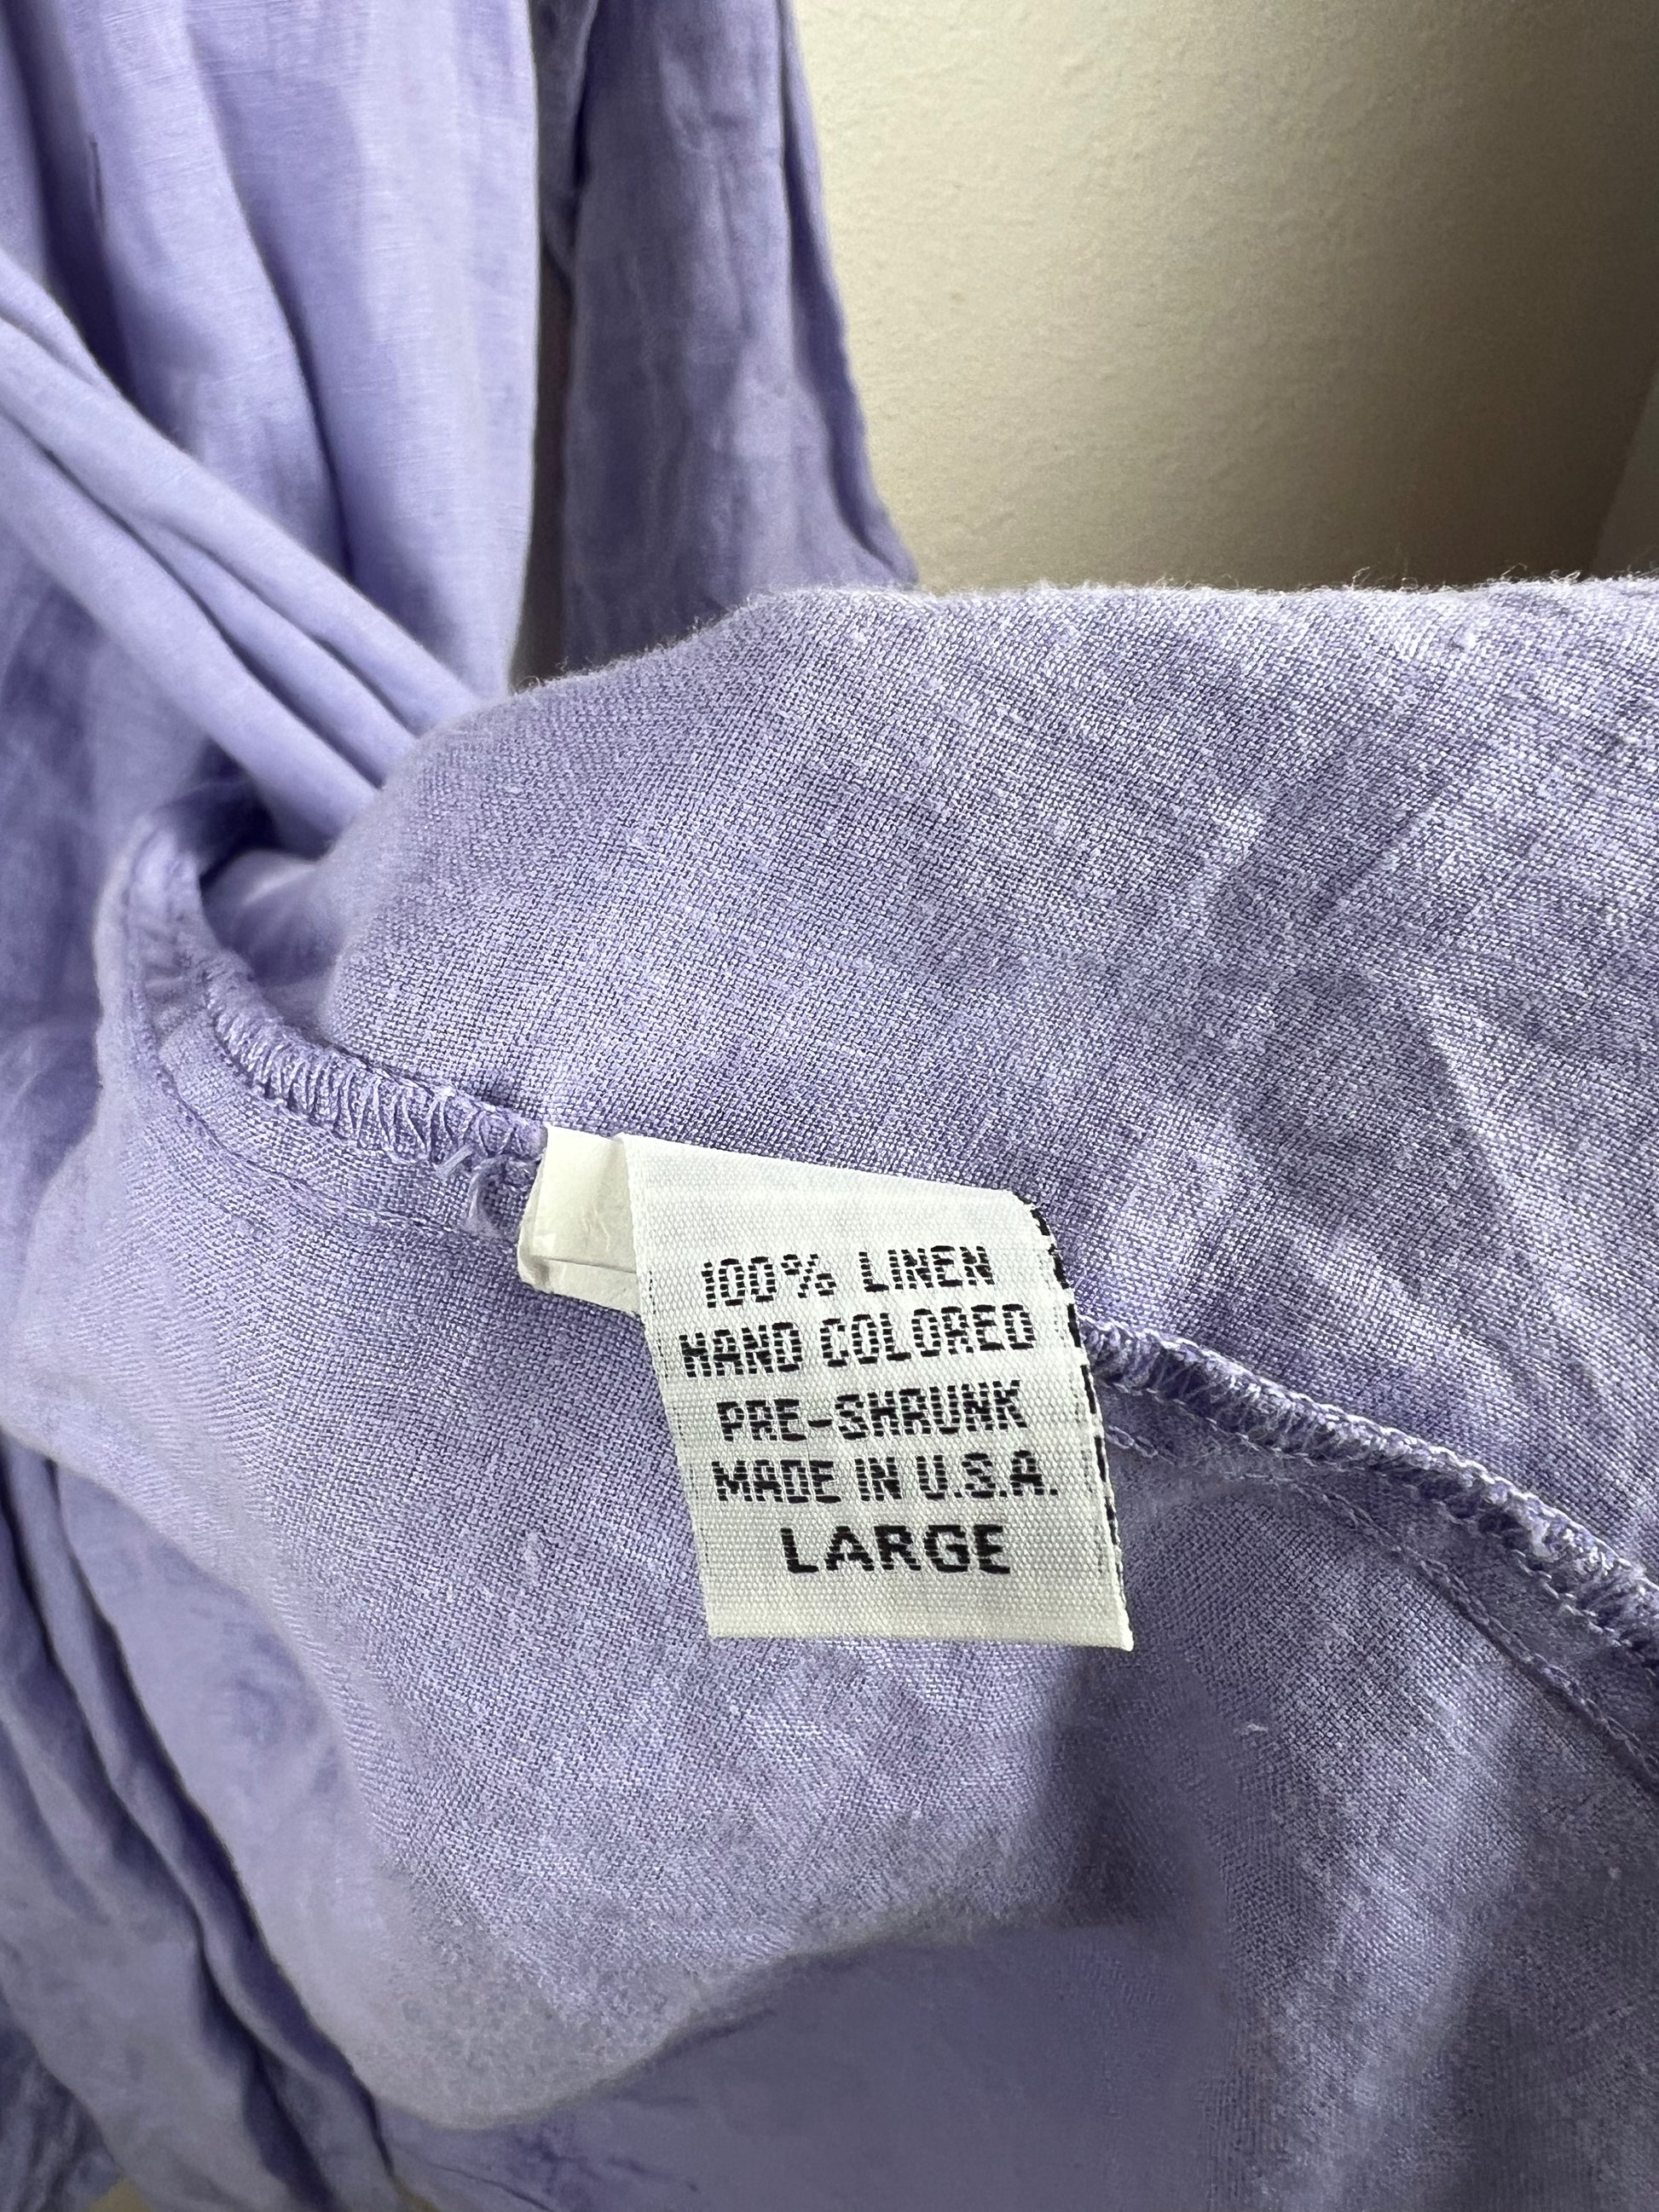 100% LINEN
HAND COLORED
PRE-SHRUNK
MADE IN U.S.A.
LARGE